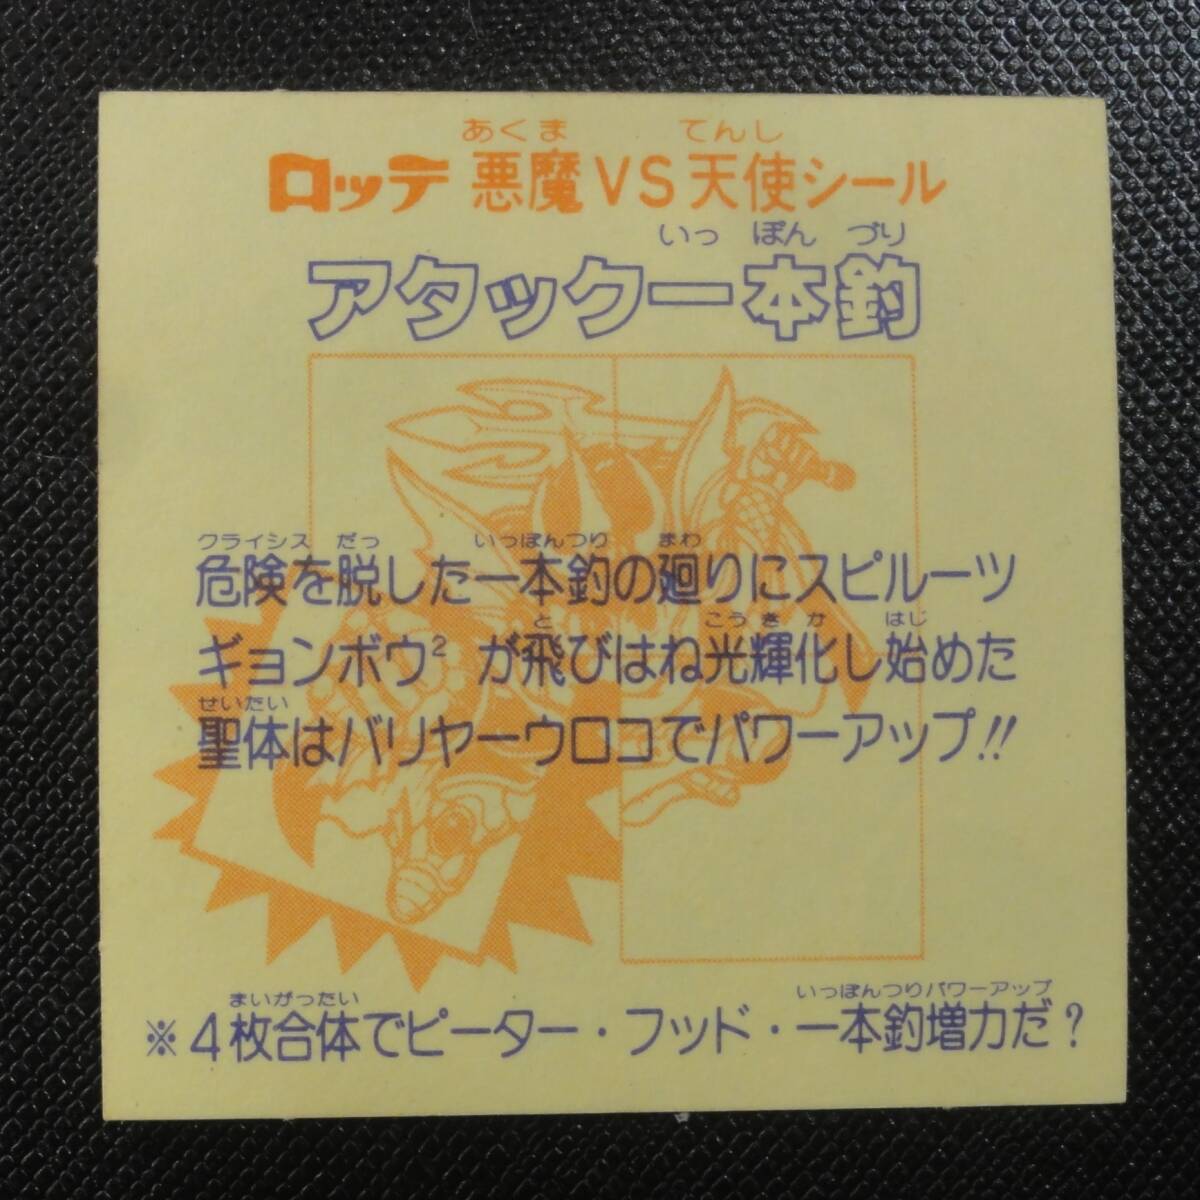 あくま てんし
ロッテ 悪魔VS天使シール
いっ ぽん づり
アタック一本釣
クライシス だっ いっぽんつり まわ
危険を脱した一本釣の廻りにスピルーツ
と こうきか はじ
ギョンボウ² が飛びはね光輝化し始めた
せいたい
聖体はバリヤーウロコでパワーアップ!!
まいがったい いっぽんつりパワーアップ
※4枚合体でピーター・フッド・一本釣増力だ?